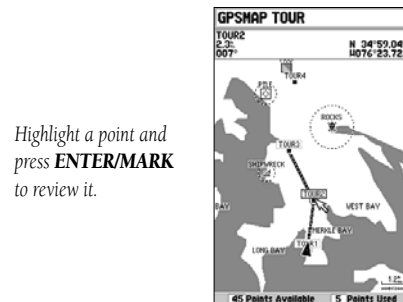 Highlight a point and
press ENTER/MARK
to review it.
GPSMAP TOUR
TOUR2
N 34°59.04
007°
W076°23.72
TOUR4
PILE
ROCKS
TOUR3
SHIPWRECK
TOUR2
WEST BAY
BAY
MERKLE BAY
LONG BAY
TOUR1
45 Points Available
5 Points Used